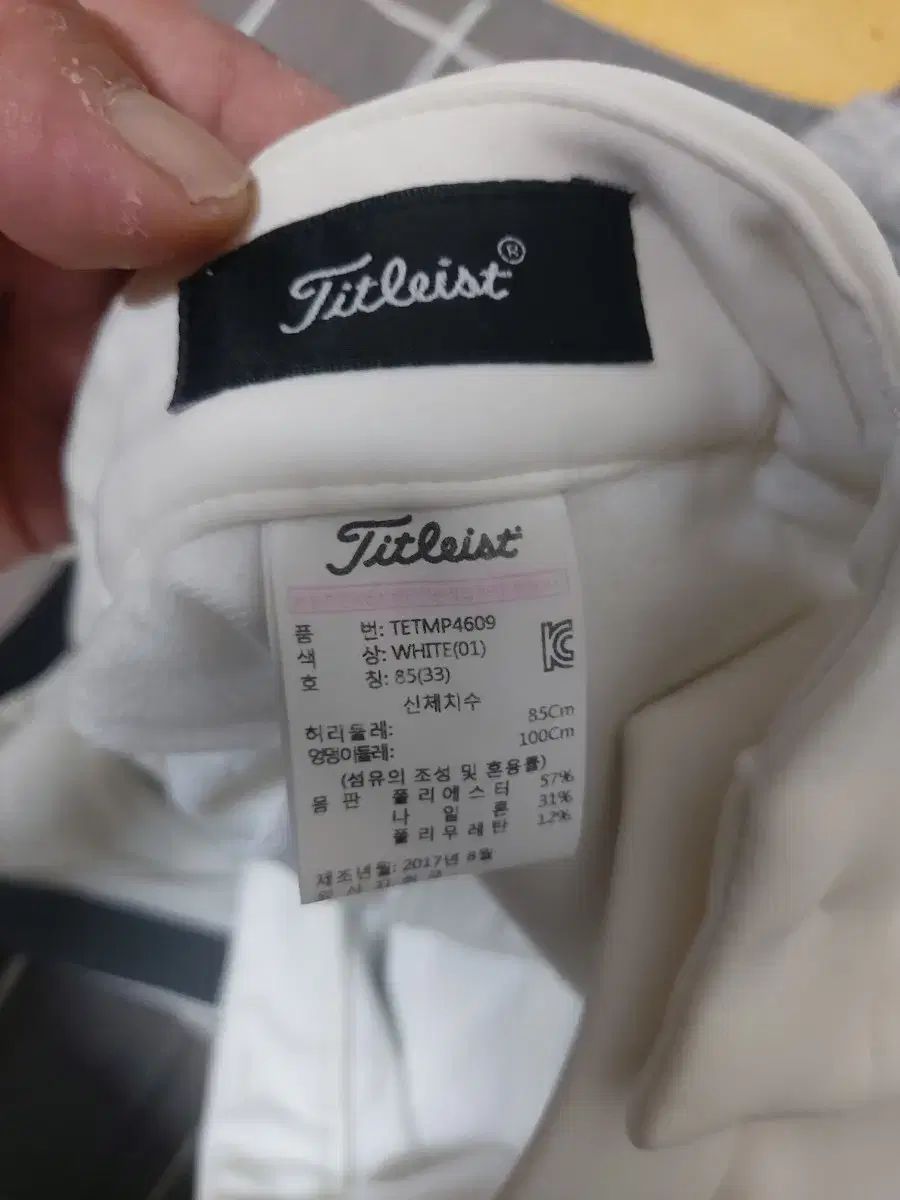 Titleist®
Titleist
품 번: TETMP4609
색 상: WHITE(01)
호 칭: 85(33)
신체치수
허리둘레: 85Cm
엉덩이둘레: 100Cm
(섬유의 조성 및 혼용률)
몸 판 폴리에스터 57%
나 일 론 31%
폴리우레탄 12%
제조년월: 2017년 8월